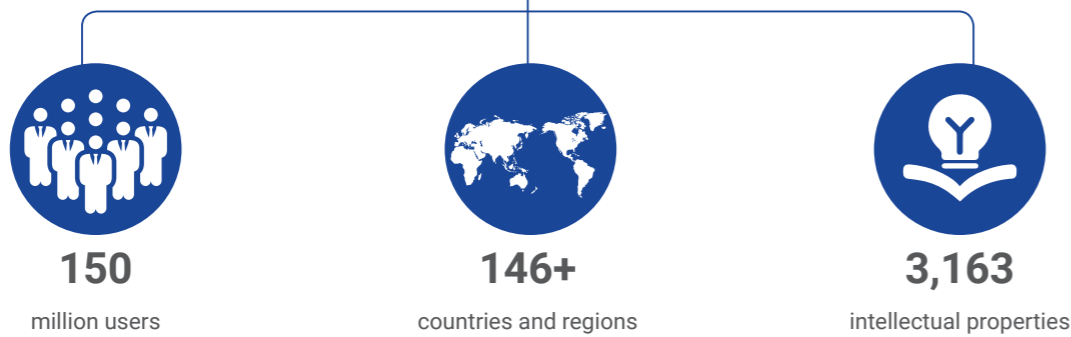 150
million users
146+
countries and regions
3,163
intellectual properties